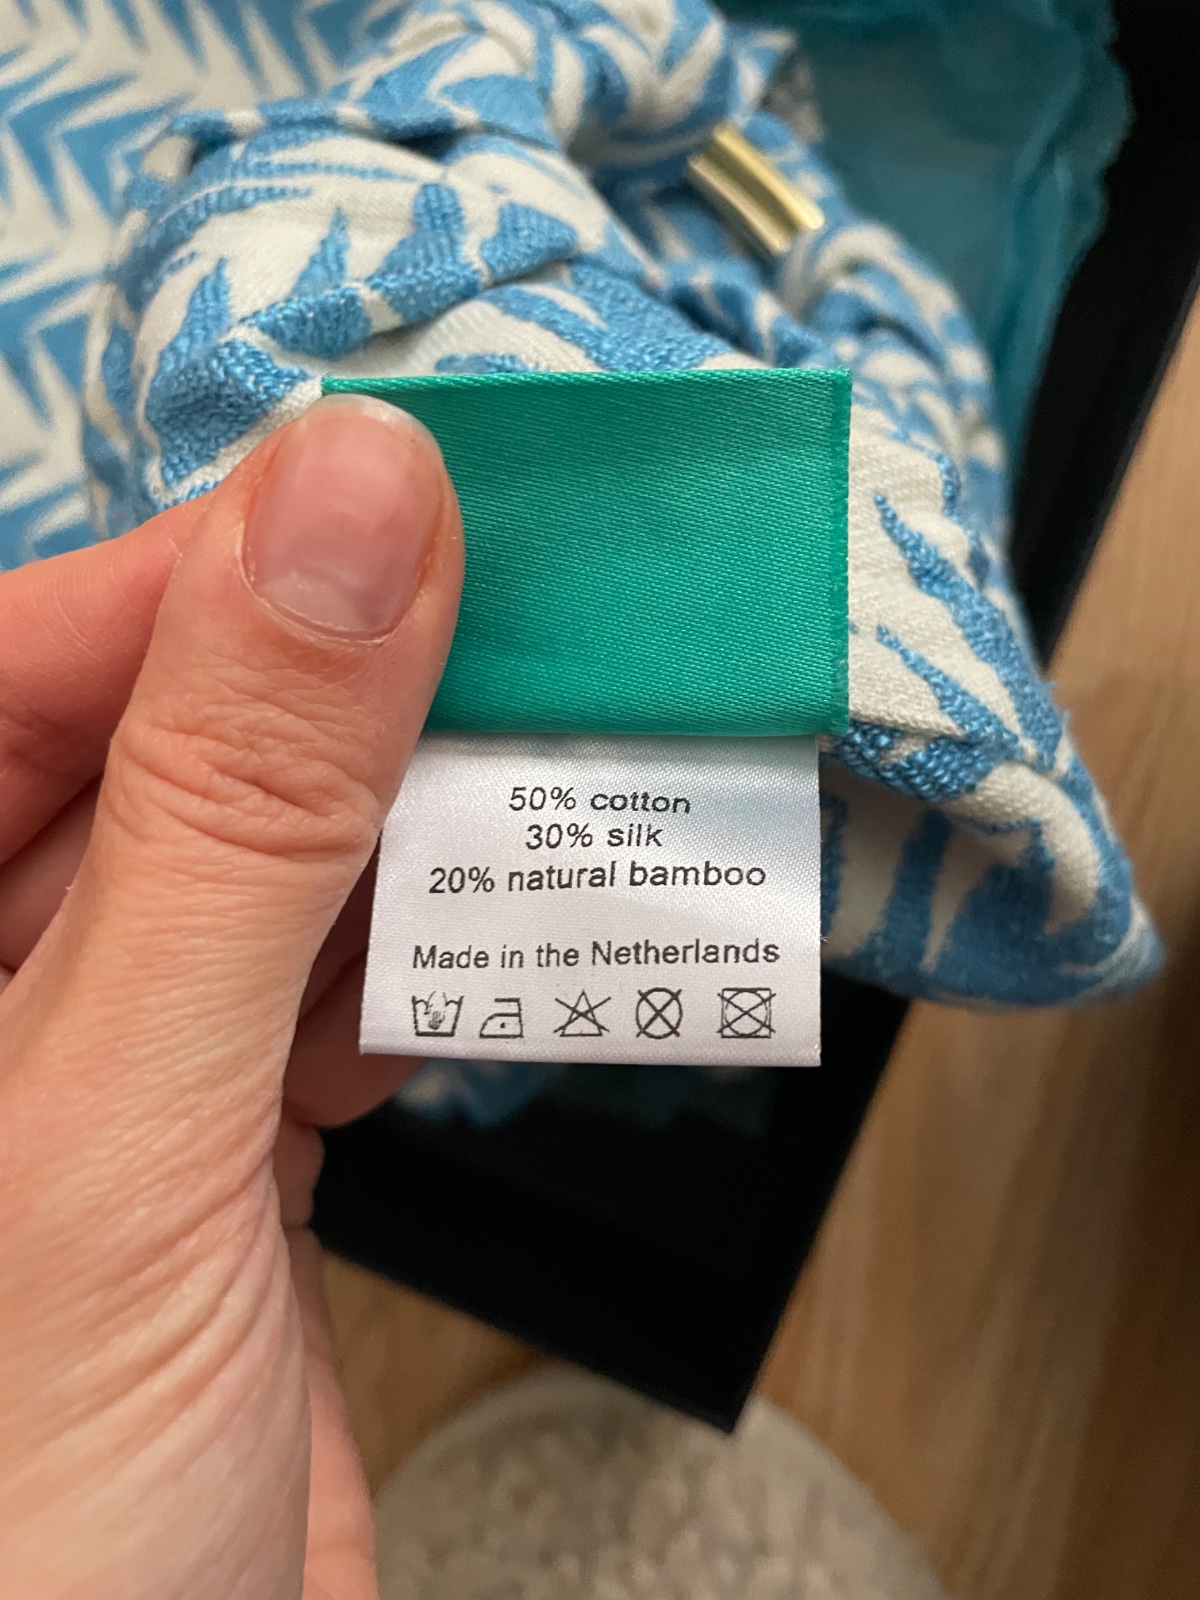 50% cotton
30% silk
20% natural bamboo
Made in the Netherlands